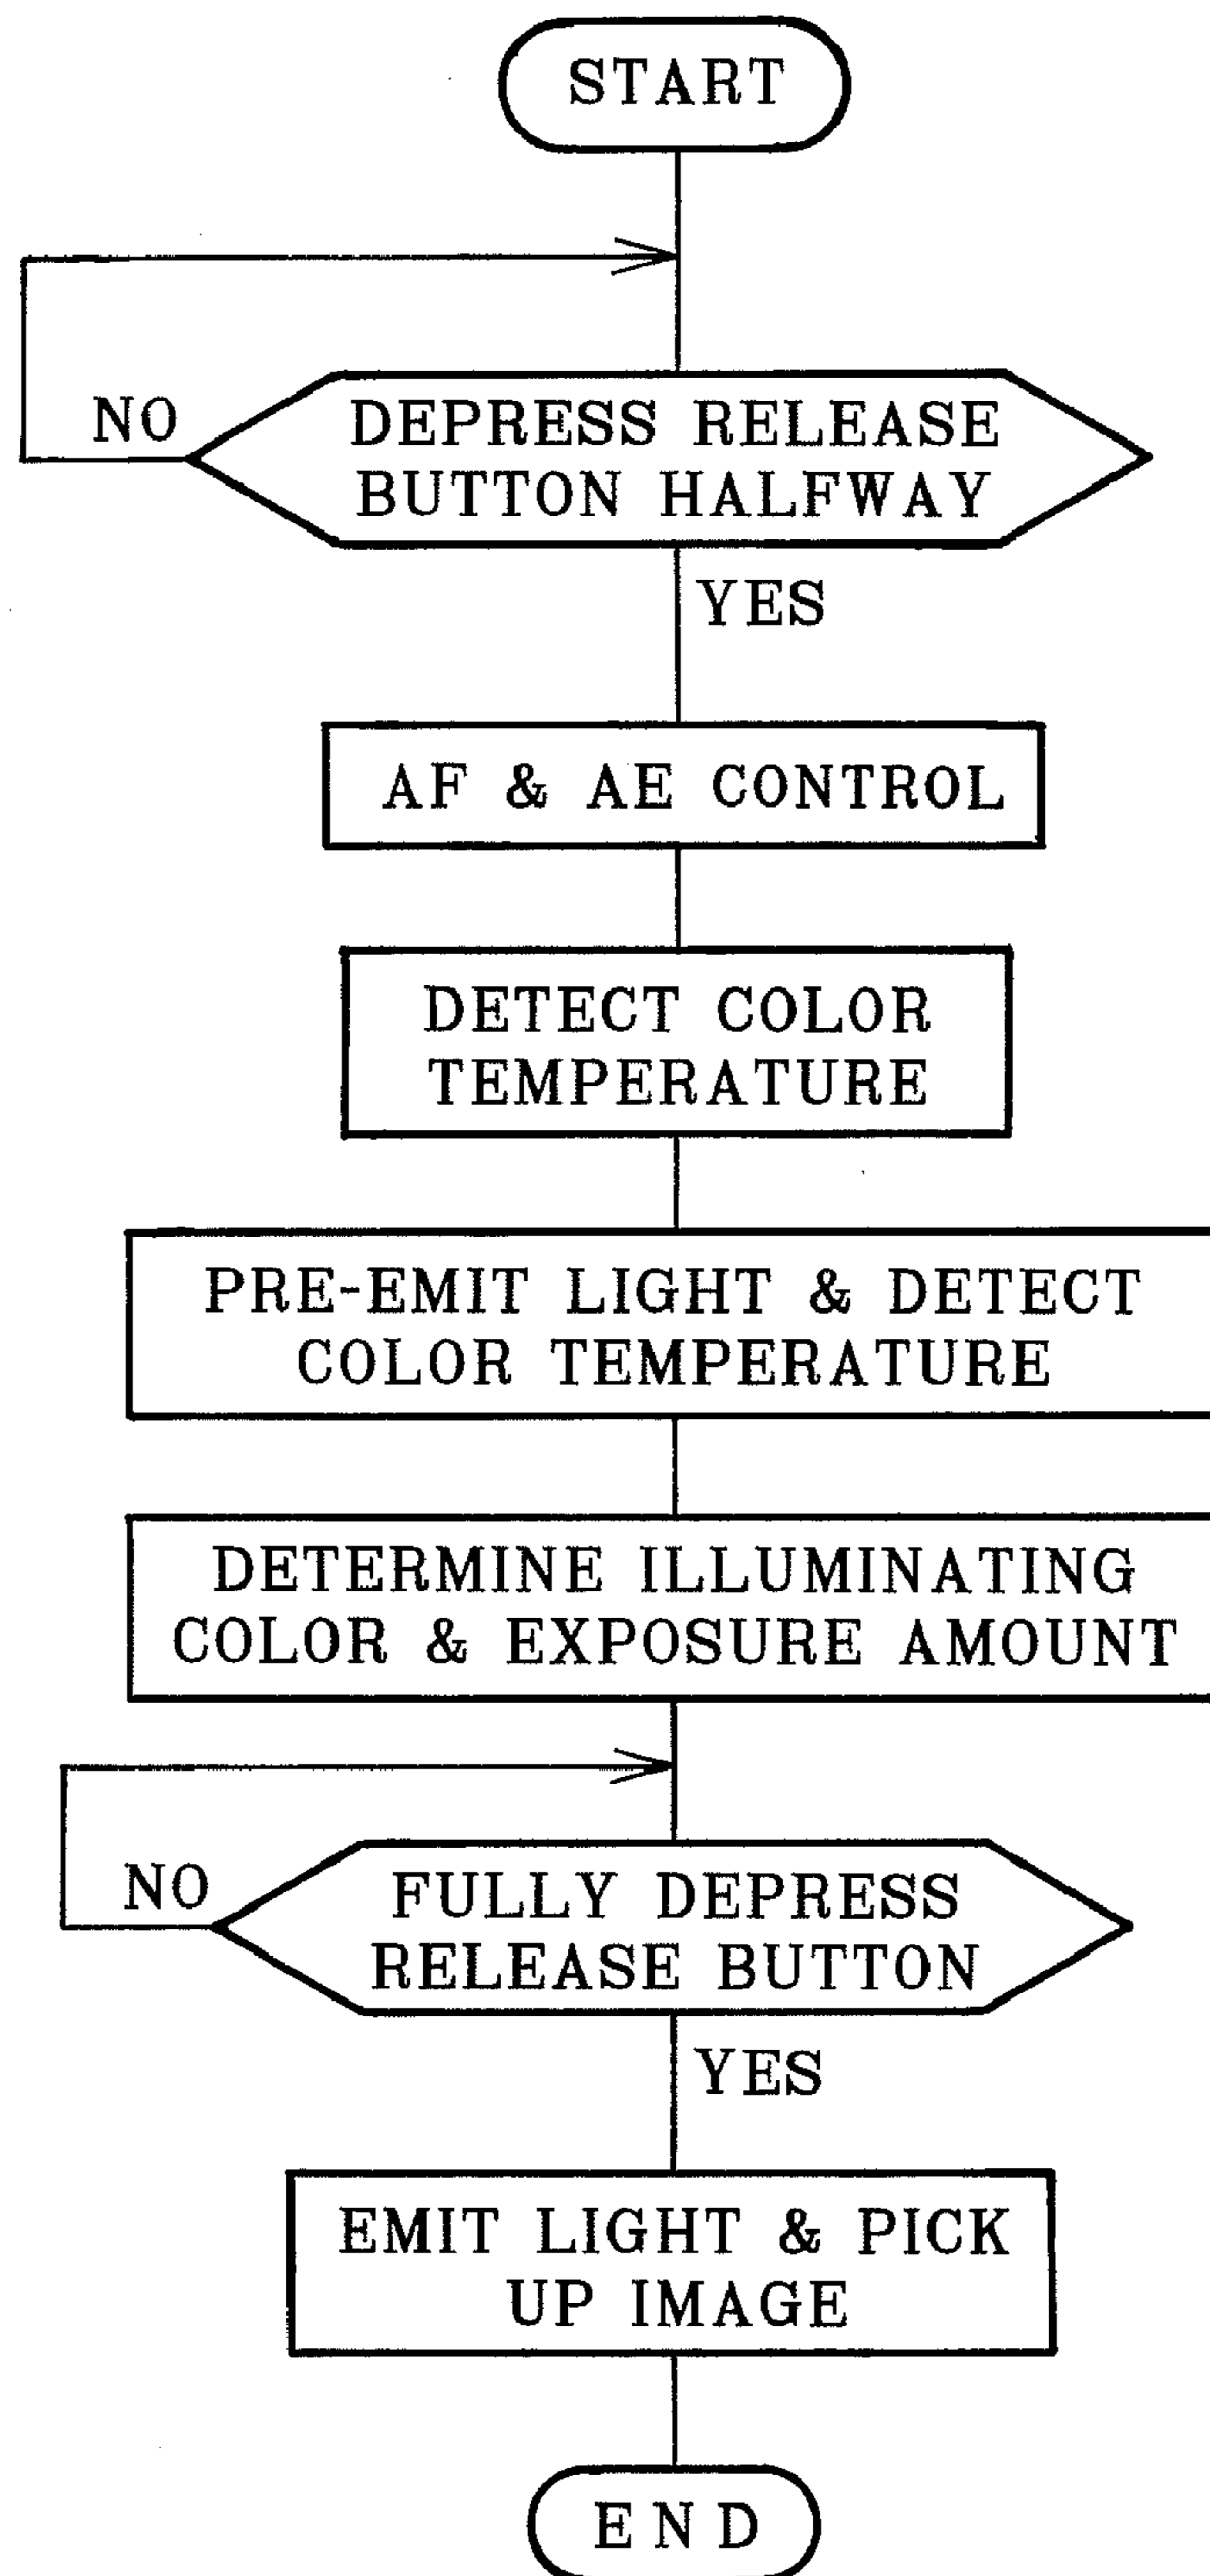 START
NO
DEPRESS RELEASE
BUTTON HALFWAY
YES
AF & AE CONTROL
DETECT COLOR
TEMPERATURE
PRE-EMIT LIGHT & DETECT
COLOR TEMPERATURE
DETERMINE ILLUMINATING
COLOR & EXPOSURE AMOUNT
NO
FULLY DEPRESS
RELEASE BUTTON
YES
EMIT LIGHT & PICK
UP IMAGE
END